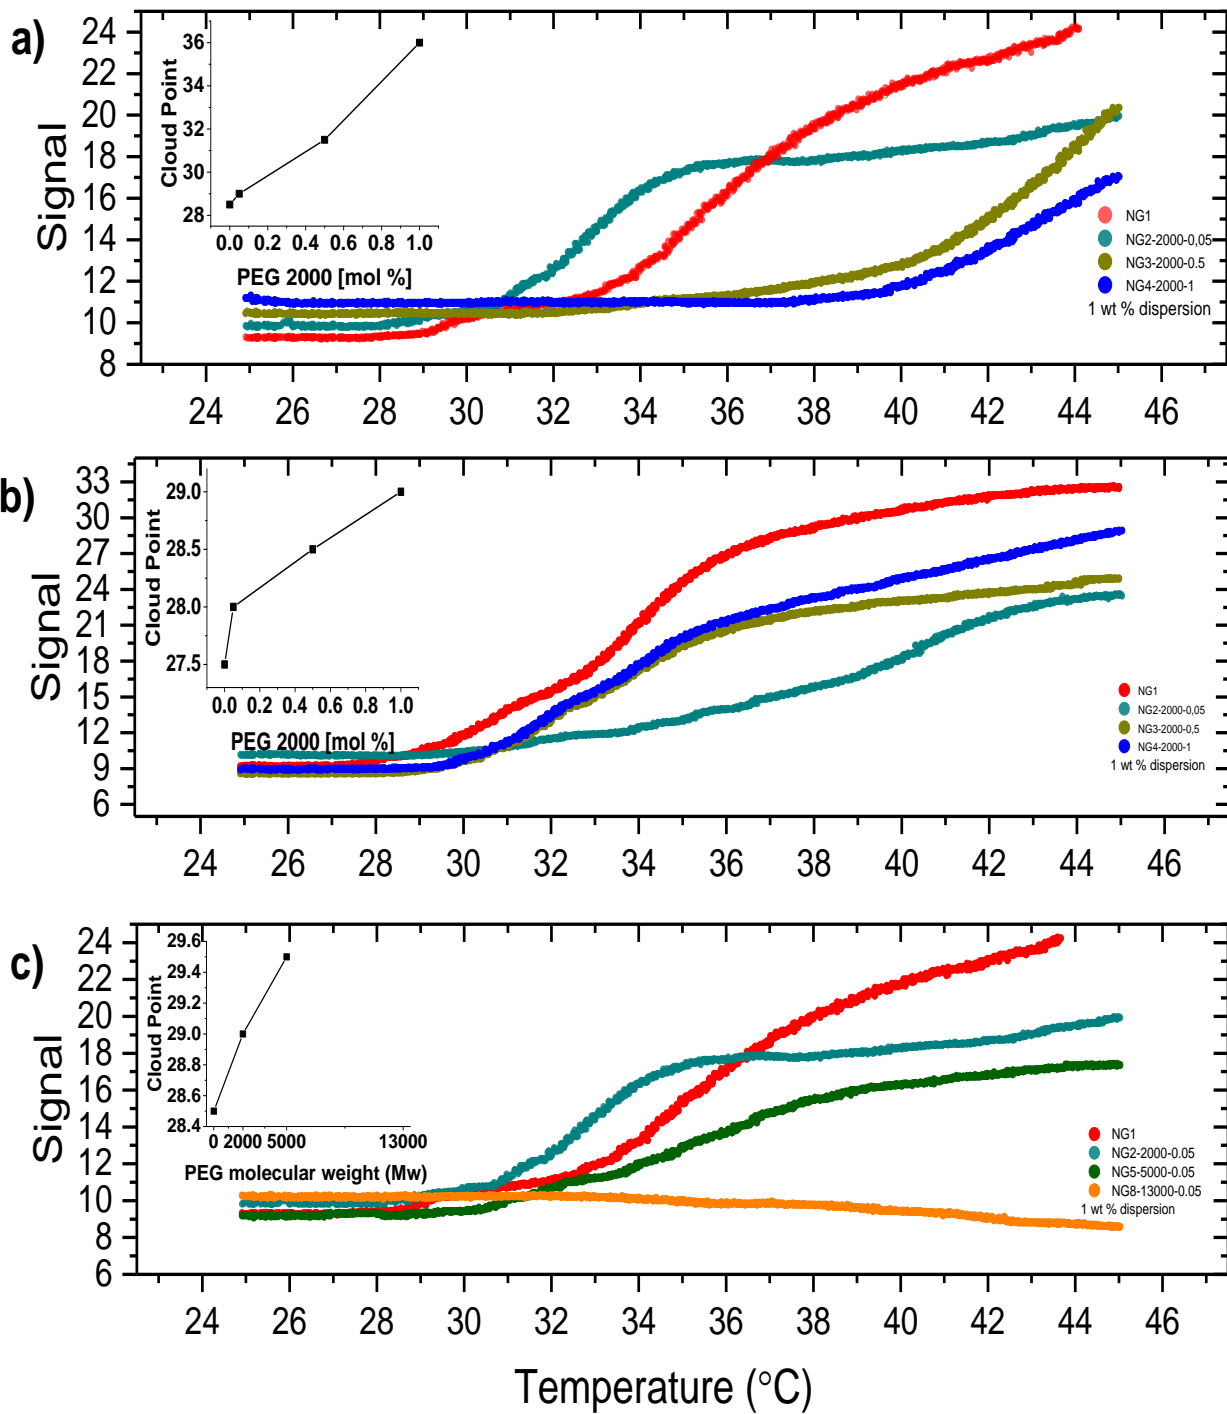 a)
Signal
24
22
20
18
16
14
12
10
8
Cloud Point
36
32
28
0.0 0.2 0.4 0.6 0.8 1.0
PEG 2000 [mol %]
NG1
NG2-2000-0,05
NG3-2000-0.5
NG4-2000-1
1 wt % dispersion
24 26 28 30 32 34 36 38 40 42 44 46
b)
Signal
33
30
27
24
21
18
15
12
9
6
Cloud Point
29.0
28.5
28.0
27.5
0.0 0.2 0.4 0.6 0.8 1.0
PEG 2000 [mol %]
NG1
NG2-2000-0,05
NG3-2000-0,5
NG4-2000-1
1 wt % dispersion
24 26 28 30 32 34 36 38 40 42 44 46
c)
Signal
24
22
20
18
16
14
12
10
8
6
Cloud Point
29.6
29.4
29.2
29.0
28.8
28.6
28.4
0 2000 5000 13000
PEG molecular weight (Mw)
NG1
NG2-2000-0.05
NG5-5000-0.05
NG8-13000-0.05
1 wt % dispersion
24 26 28 30 32 34 36 38 40 42 44 46
Temperature (°C)